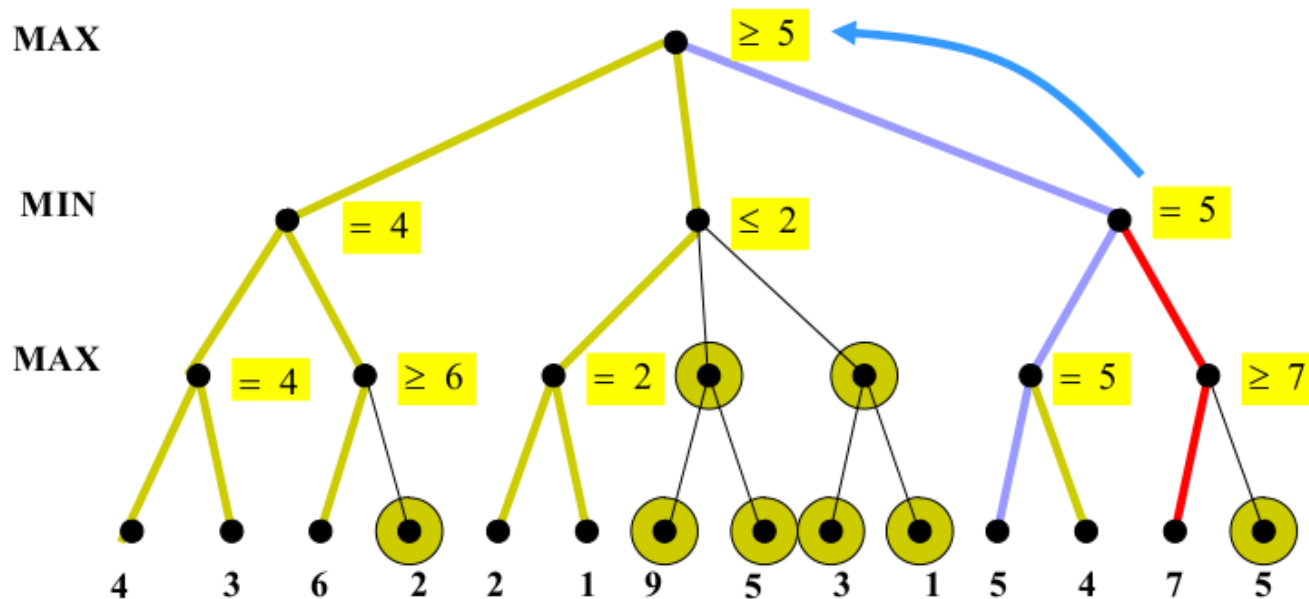 MAX ≥ 5
MIN = 4 ≤ 2 = 5
MAX = 4 ≥ 6 = 2 = 5 ≥ 7
4 3 6 2 2 1 9 5 3 1 5 4 7 5